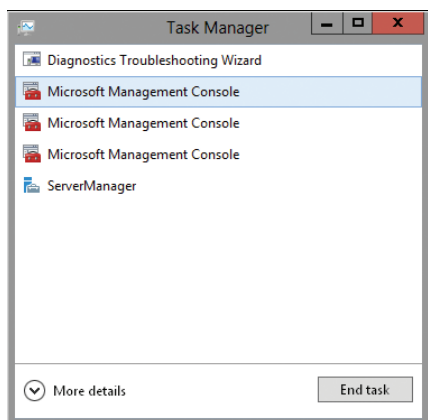 Task Manager
Diagnostics Troubleshooting Wizard
Microsoft Management Console
Microsoft Management Console
Microsoft Management Console
ServerManager
More details
End task